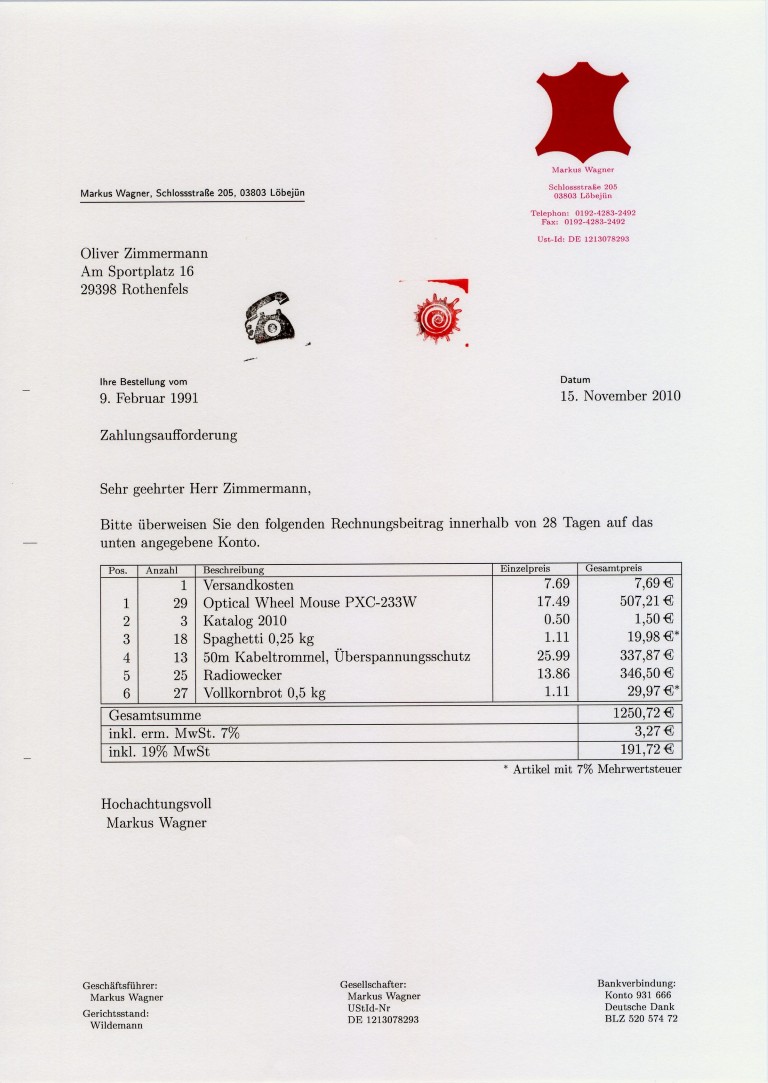 Markus Wagner
Schlossstraße 205
03803 Löbejün
Telephon: 0192-4283-2492
Fax: 0192-4283-2492
Ust-Id: DE 1213078293
Markus Wagner, Schlossstraße 205, 03803 Löbejün
Oliver Zimmermann
Am Sportplatz 16
29398 Rothenfels
Ihre Bestellung vom
9. Februar 1991
Datum
15. November 2010
Zahlungsaufforderung
Sehr geehrter Herr Zimmermann,
Bitte überweisen Sie den folgenden Rechnungsbeitrag innerhalb von 28 Tagen auf das
unten angegebene Konto.
Pos. Anzahl Beschreibung Einzelpreis Gesamtpreis
1 Versandkosten 7.69 7,69 €
1 29 Optical Wheel Mouse PXC-233W 17.49 507,21 €
2 3 Katalog 2010 0.50 1,50 €
3 18 Spaghetti 0,25 kg 1.11 19,98 €*
4 13 50m Kabeltrommel, Überspannungsschutz 25.99 337,87 €
5 25 Radiowecker 13.86 346,50 €
6 27 Vollkornbrot 0,5 kg 1.11 29,97 €*
Gesamtsumme 1250,72 €
inkl. erm. MwSt. 7% 3,27 €
inkl. 19% MwSt 191,72 €
* Artikel mit 7% Mehrwertsteuer
Hochachtungsvoll
Markus Wagner
Geschäftsführer:
Markus Wagner
Gerichtsstand:
Wildemann
Gesellschafter:
Markus Wagner
UStId-Nr
DE 1213078293
Bankverbindung:
Konto 931 666
Deutsche Dank
BLZ 520 574 72